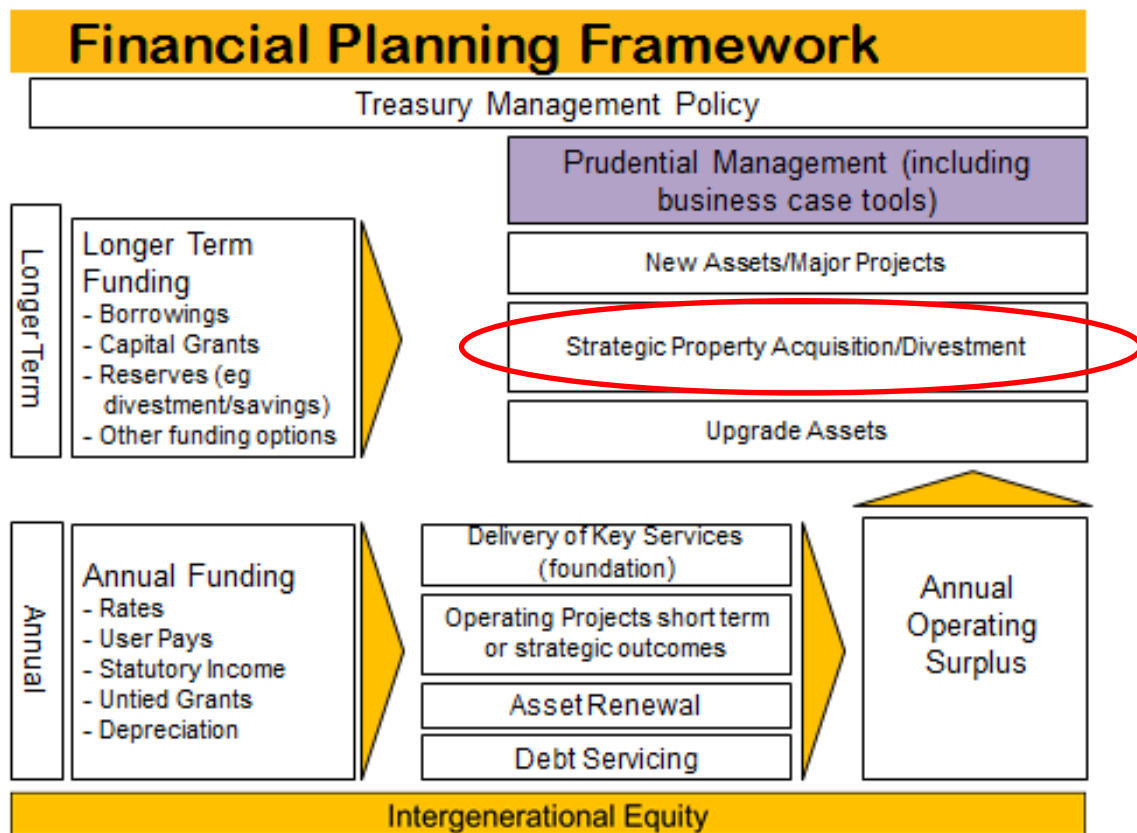 Financial Planning Framework
Treasury Management Policy
Prudential Management (including
business case tools)
Longer Term
Longer Term
Funding
- Borrowings
- Capital Grants
- Reserves (eg
divestment/savings)
- Other funding options
New Assets/Major Projects
Strategic Property Acquisition/Divestment
Upgrade Assets
Annual
Annual Funding
- Rates
- User Pays
- Statutory Income
- Untied Grants
- Depreciation
Delivery of Key Services
(foundation)
Operating Projects short term
or strategic outcomes
Asset Renewal
Debt Servicing
Annual
Operating
Surplus
Intergenerational Equity